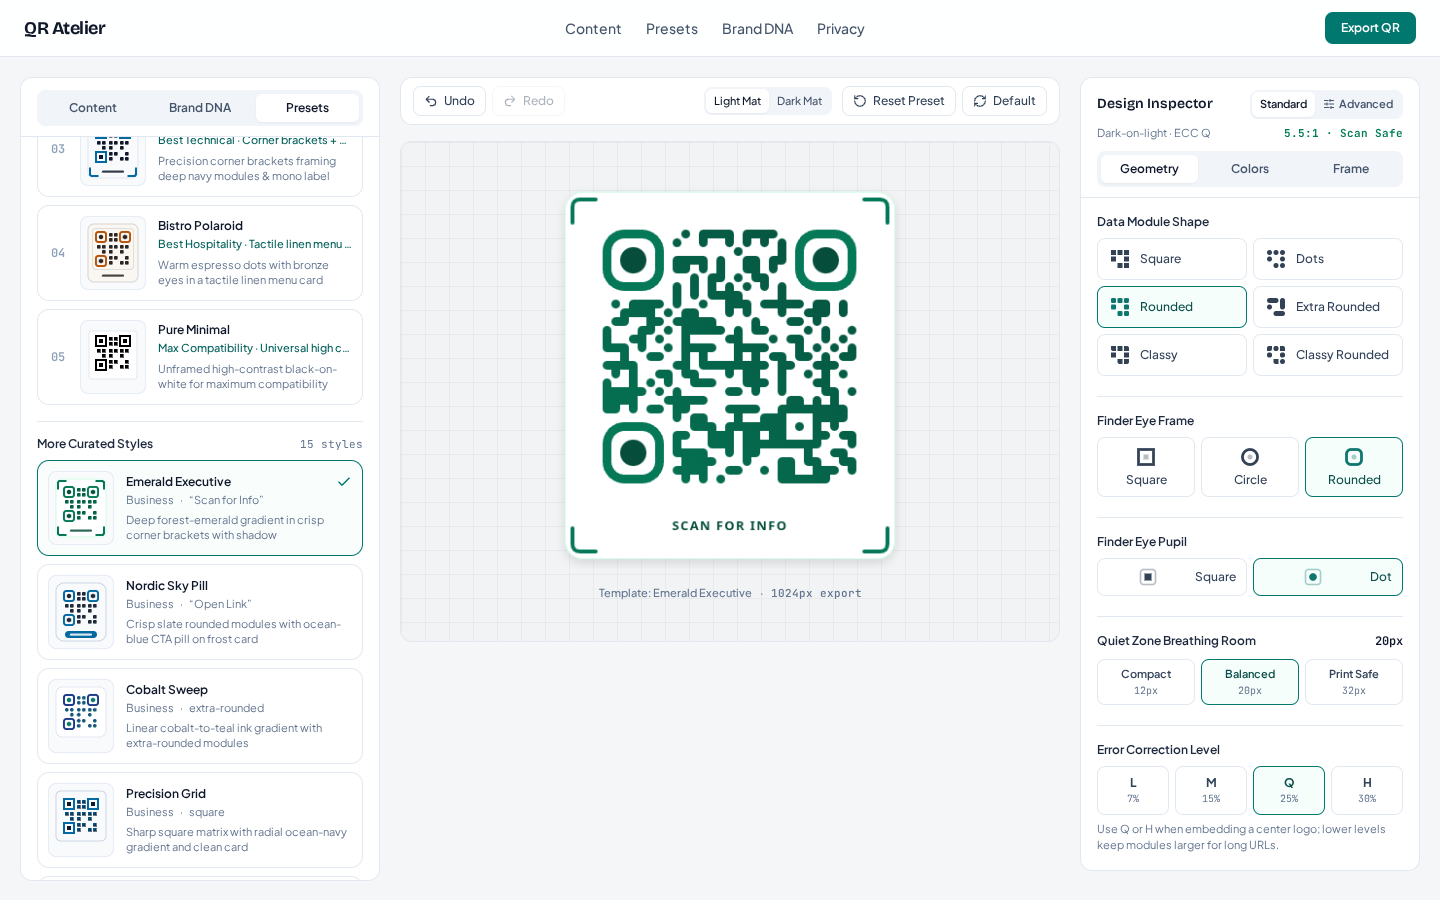 QR Atelier
Content
Presets
Brand DNA
Privacy
Export QR
Content
Brand DNA
Presets
03
Best Technical · Corner brackets + ...
Precision corner brackets framing
deep navy modules & mono label
04
Bistro Polaroid
Best Hospitality · Tactile linen menu ...
Warm espresso dots with bronze
eyes in a tactile linen menu card
05
Pure Minimal
Max Compatibility · Universal high c...
Unframed high-contrast black-on-
white for maximum compatibility
More Curated Styles
15 styles
Emerald Executive
Business · “Scan for Info”
Deep forest-emerald gradient in crisp
corner brackets with shadow
Nordic Sky Pill
Business · “Open Link”
Crisp slate rounded modules with ocean-
blue CTA pill on frost card
Cobalt Sweep
Business · extra-rounded
Linear cobalt-to-teal ink gradient with
extra-rounded modules
Precision Grid
Business · square
Sharp square matrix with radial ocean-navy
gradient and clean card
Undo
Redo
Light Mat
Dark Mat
Reset Preset
Default
SCAN FOR INFO
Template: Emerald Executive · 1024px export
Design Inspector
Standard
Advanced
Dark-on-light · ECC Q
5.5:1 · Scan Safe
Geometry
Colors
Frame
Data Module Shape
Square
Dots
Rounded
Extra Rounded
Classy
Classy Rounded
Finder Eye Frame
Square
Circle
Rounded
Finder Eye Pupil
Square
Dot
Quiet Zone Breathing Room
20px
Compact
12px
Balanced
20px
Print Safe
32px
Error Correction Level
L
7%
M
15%
Q
25%
H
30%
Use Q or H when embedding a center logo; lower levels
keep modules larger for long URLs.